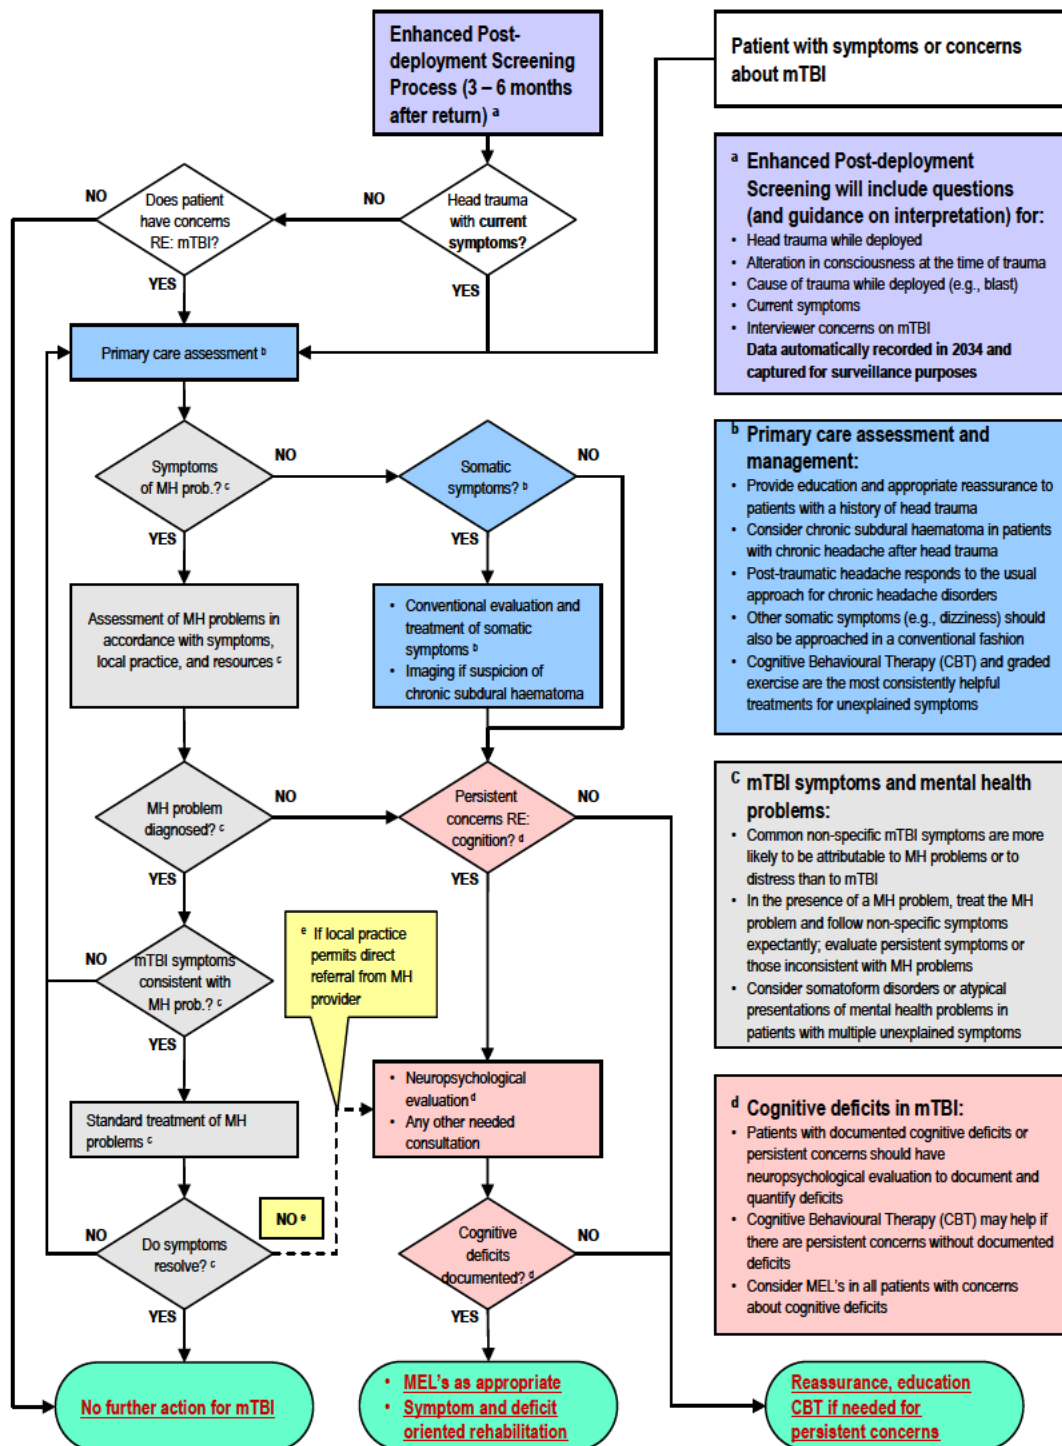 Enhanced Post-
deployment Screening
Process (3 – 6 months
after return) a
Patient with symptoms or concerns
about mTBI
Head trauma
with current
symptoms?
NO
YES
Does patient
have concerns
RE: mTBI?
NO
YES
Primary care assessment b
Symptoms
of MH prob.? c
NO
YES
Somatic
symptoms? b
NO
YES
Assessment of MH problems in
accordance with symptoms,
local practice, and resources c
• Conventional evaluation and
treatment of somatic
symptoms b
• Imaging if suspicion of
chronic subdural haematoma
MH problem
diagnosed? c
NO
YES
Persistent
concerns RE:
cognition? d
NO
YES
mTBI symptoms
consistent with
MH prob.? c
NO
YES
e If local practice
permits direct
referral from MH
provider
Standard treatment of MH
problems c
• Neuropsychological
evaluation d
• Any other needed
consultation
Do symptoms
resolve? c
NO
NO e
YES
Cognitive
deficits
documented? d
NO
YES
No further action for mTBI
• MEL's as appropriate
• Symptom and deficit
oriented rehabilitation
Reassurance, education
CBT if needed for
persistent concerns
a Enhanced Post-deployment
Screening will include questions
(and guidance on interpretation) for:
• Head trauma while deployed
• Alteration in consciousness at the time of trauma
• Cause of trauma while deployed (e.g., blast)
• Current symptoms
• Interviewer concerns on mTBI
Data automatically recorded in 2034 and
captured for surveillance purposes
b Primary care assessment and
management:
• Provide education and appropriate reassurance to
patients with a history of head trauma
• Consider chronic subdural haematoma in patients
with chronic headache after head trauma
• Post-traumatic headache responds to the usual
approach for chronic headache disorders
• Other somatic symptoms (e.g., dizziness) should
also be approached in a conventional fashion
• Cognitive Behavioural Therapy (CBT) and graded
exercise are the most consistently helpful
treatments for unexplained symptoms
C mTBI symptoms and mental health
problems:
• Common non-specific mTBI symptoms are more
likely to be attributable to MH problems or to
distress than to mTBI
• In the presence of a MH problem, treat the MH
problem and follow non-specific symptoms
expectantly; evaluate persistent symptoms or
those inconsistent with MH problems
• Consider somatoform disorders or atypical
presentations of mental health problems in
patients with multiple unexplained symptoms
d Cognitive deficits in mTBI:
• Patients with documented cognitive deficits or
persistent concerns should have
neuropsychological evaluation to document and
quantify deficits
• Cognitive Behavioural Therapy (CBT) may help if
there are persistent concerns without documented
deficits
• Consider MEL's in all patients with concerns
about cognitive deficits